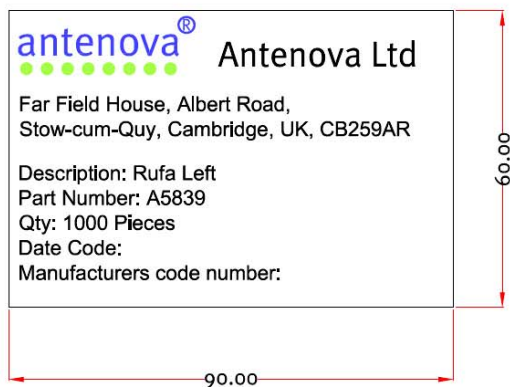 antenova®
Antenova Ltd
Far Field House, Albert Road,
Stow-cum-Quy, Cambridge, UK, CB259AR
Description: Rufa Left
Part Number: A5839
Qty: 1000 Pieces
Date Code:
Manufacturers code number:
60.00
90.00